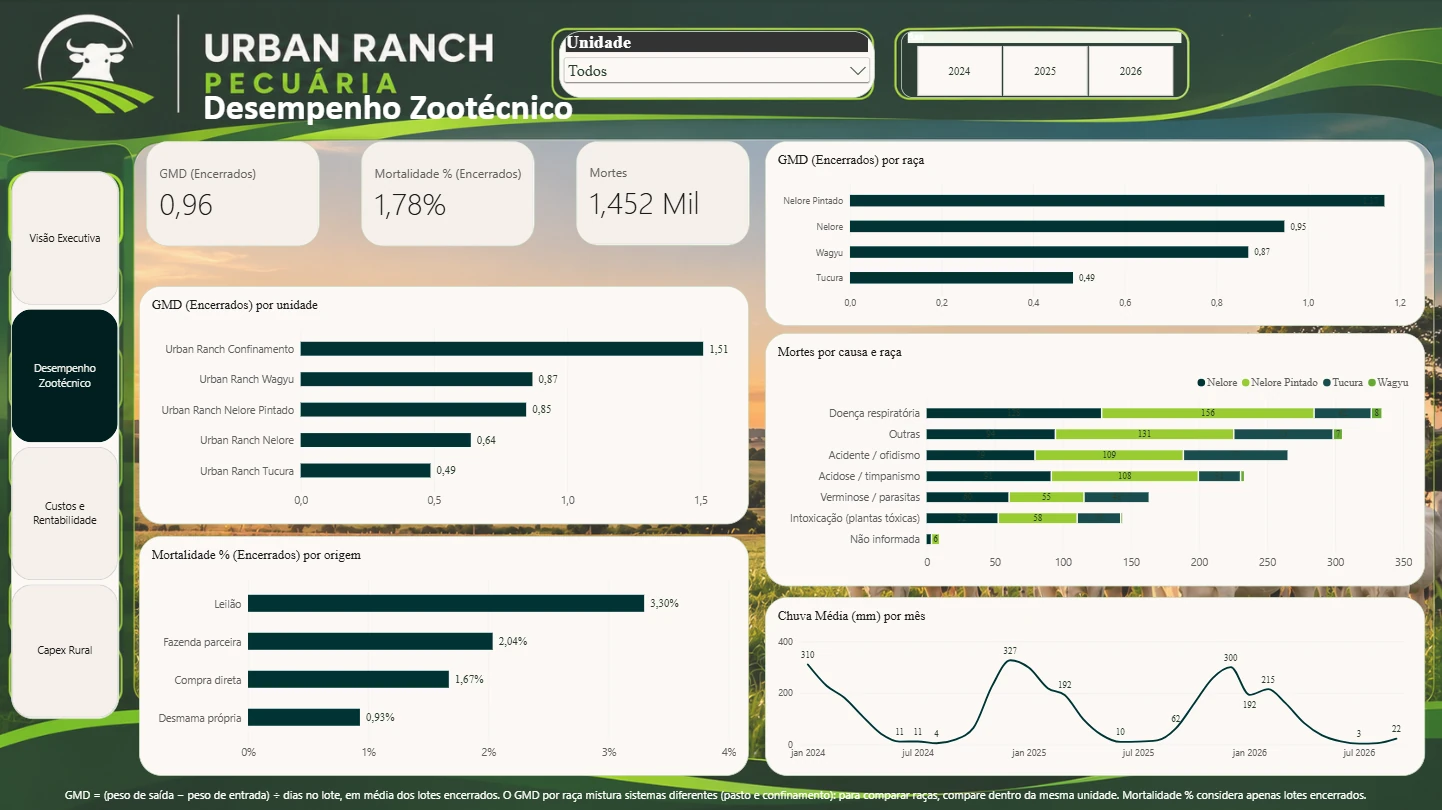 URBAN RANCH
PECUÁRIA
Desempenho Zootécnico
Unidade
Todos
2024
2025
2026
Visão Executiva
Desempenho
Zootécnico
Custos e
Rentabilidade
Capex Rural
GMD (Encerrados)
0,96
Mortalidade % (Encerrados)
1,78%
Mortes
1,452 Mil
GMD (Encerrados) por unidade
Urban Ranch Confinamento 1,51
Urban Ranch Wagyu 0,87
Urban Ranch Nelore Pintado 0,85
Urban Ranch Nelore 0,64
Urban Ranch Tucura 0,49
0,0 0,5 1,0 1,5
Mortalidade % (Encerrados) por origem
Leilão 3,30%
Fazenda parceira 2,04%
Compra direta 1,67%
Desmama própria 0,93%
0% 1% 2% 3% 4%
GMD (Encerrados) por raça
Nelore Pintado
Nelore 0,95
Wagyu 0,87
Tucura 0,49
0,0 0,2 0,4 0,6 0,8 1,0 1,2
Mortes por causa e raça
Nelore Nelore Pintado Tucura Wagyu
Doença respiratória 156 8
Outras 131 7
Acidente / ofidismo 109
Acidose / timpanismo 108
Verminose / parasitas 55
Intoxicação (plantas tóxicas) 58
Não informada 6
0 50 100 150 200 250 300 350
Chuva Média (mm) por mês
400
200
0
310 11 11 4 327 192 10 62 300 192 215 3 22
jan 2024 jul 2024 jan 2025 jul 2025 jan 2026 jul 2026
GMD = (peso de saída − peso de entrada) ÷ dias no lote, em média dos lotes encerrados. O GMD por raça mistura sistemas diferentes (pasto e confinamento): para comparar raças, compare dentro da mesma unidade. Mortalidade % considera apenas lotes encerrados.